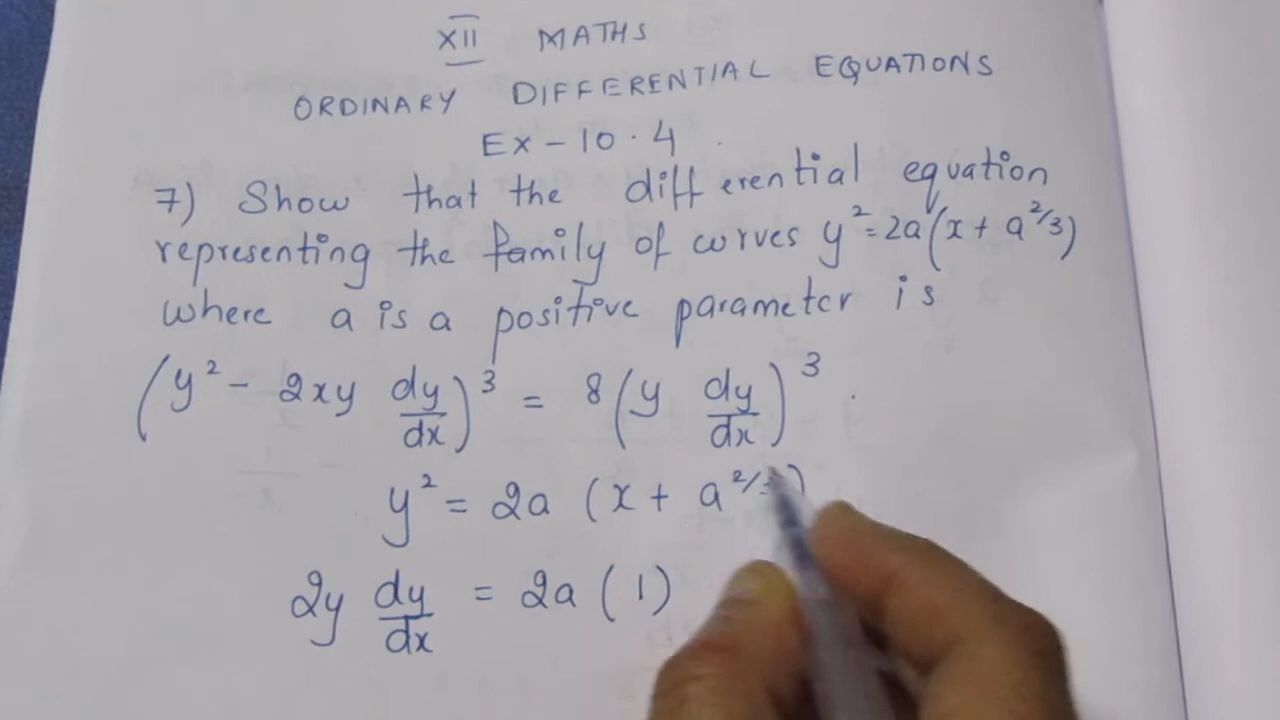 XII MATHS
ORDINARY DIFFERENTIAL EQUATIONS
Ex - 10.4
7) Show that the differential equation
representing the family of curves y² = 2a(x + a^2/3)
where a is a positive parameter is
(y² - 2xy dy/dx)³ = 8(y dy/dx)³.
y² = 2a (x + a^2/3)
2y dy/dx = 2a (1)